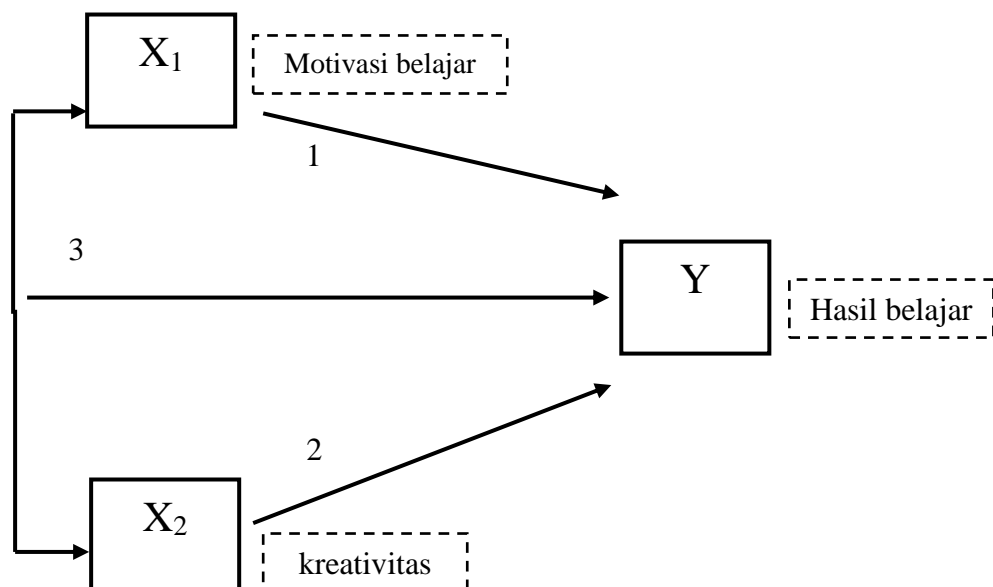 X₁
Motivasi belajar
1
3
Y
Hasil belajar
2
X₂
kreativitas